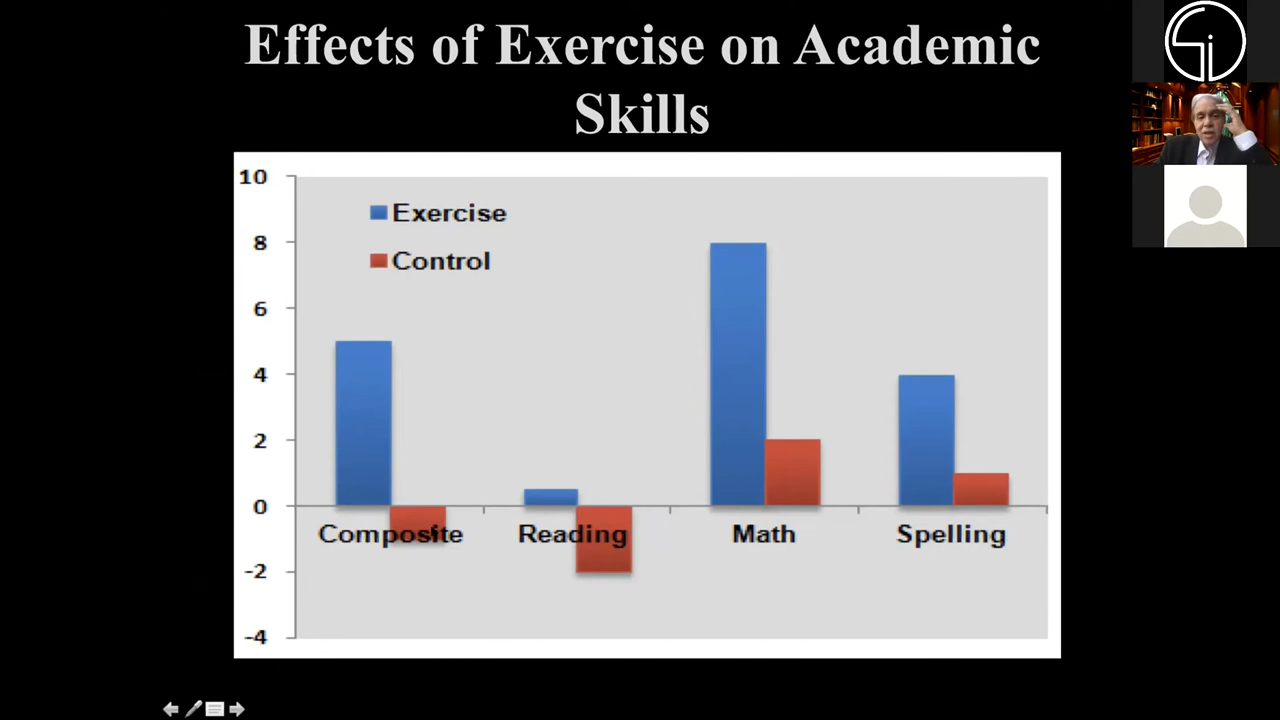 Effects of Exercise on Academic
Skills
10
Exercise
8
Control
6
4
2
0
Composite Reading Math Spelling
-2
-4